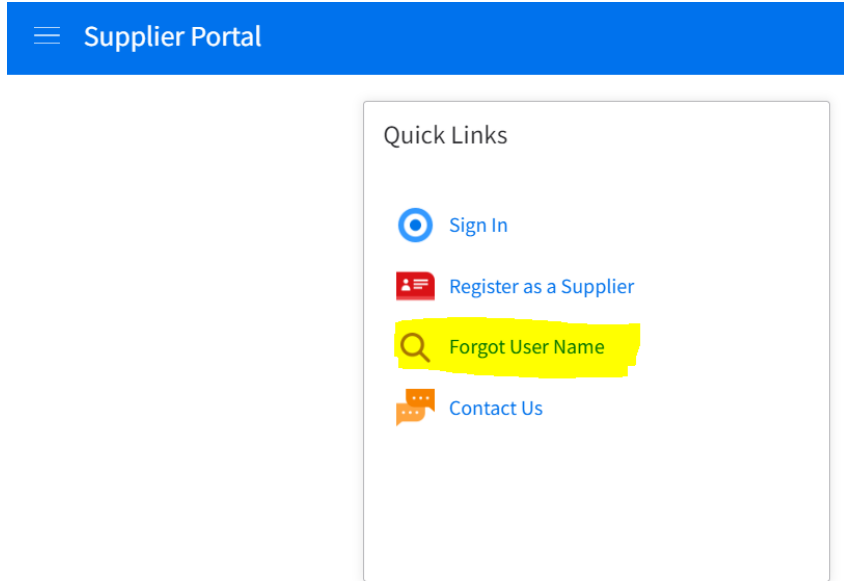 Supplier Portal
Quick Links
Sign In
Register as a Supplier
Forgot User Name
Contact Us